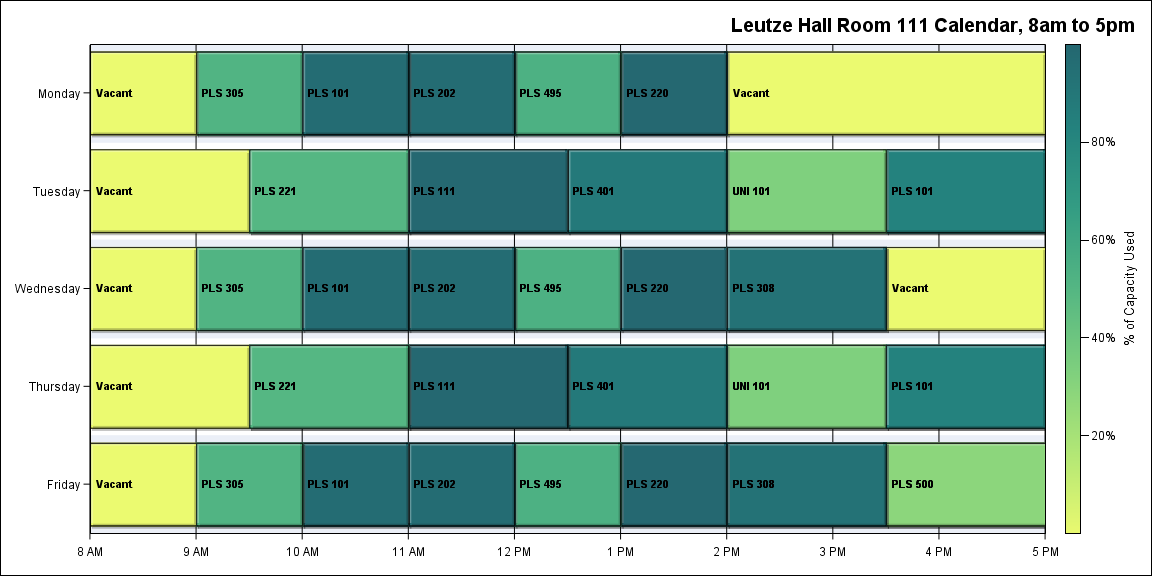 Leutze Hall Room 111 Calendar, 8am to 5pm
Monday
Vacant
PLS 305
PLS 101
PLS 202
PLS 495
PLS 220
Vacant
Tuesday
Vacant
PLS 221
PLS 111
PLS 401
UNI 101
PLS 101
Wednesday
Vacant
PLS 305
PLS 101
PLS 202
PLS 495
PLS 220
PLS 308
Vacant
Thursday
Vacant
PLS 221
PLS 111
PLS 401
UNI 101
PLS 101
Friday
Vacant
PLS 305
PLS 101
PLS 202
PLS 495
PLS 220
PLS 308
PLS 500
8 AM
9 AM
10 AM
11 AM
12 PM
1 PM
2 PM
3 PM
4 PM
5 PM
80%
60%
40%
20%
% of Capacity Used